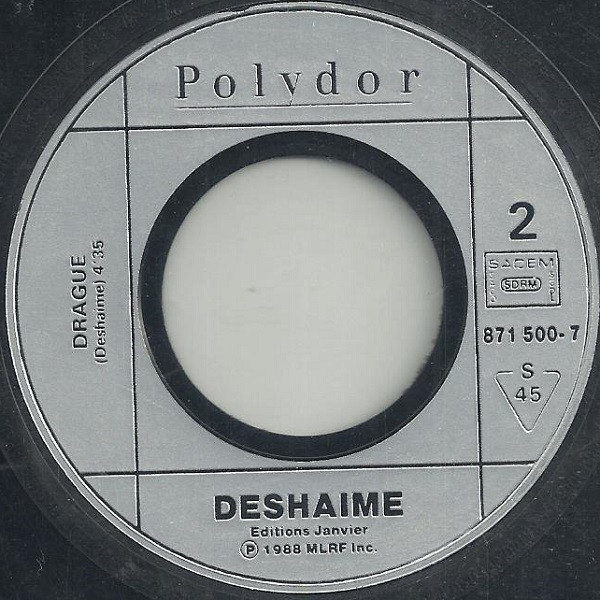 Polydor
2
SACEM
SDRM
871 500-7
S
45
DRAGUE
(Deshaime) 4'35
DESHAIME
Editions Janvier
Ⓟ 1988 MLRF Inc.